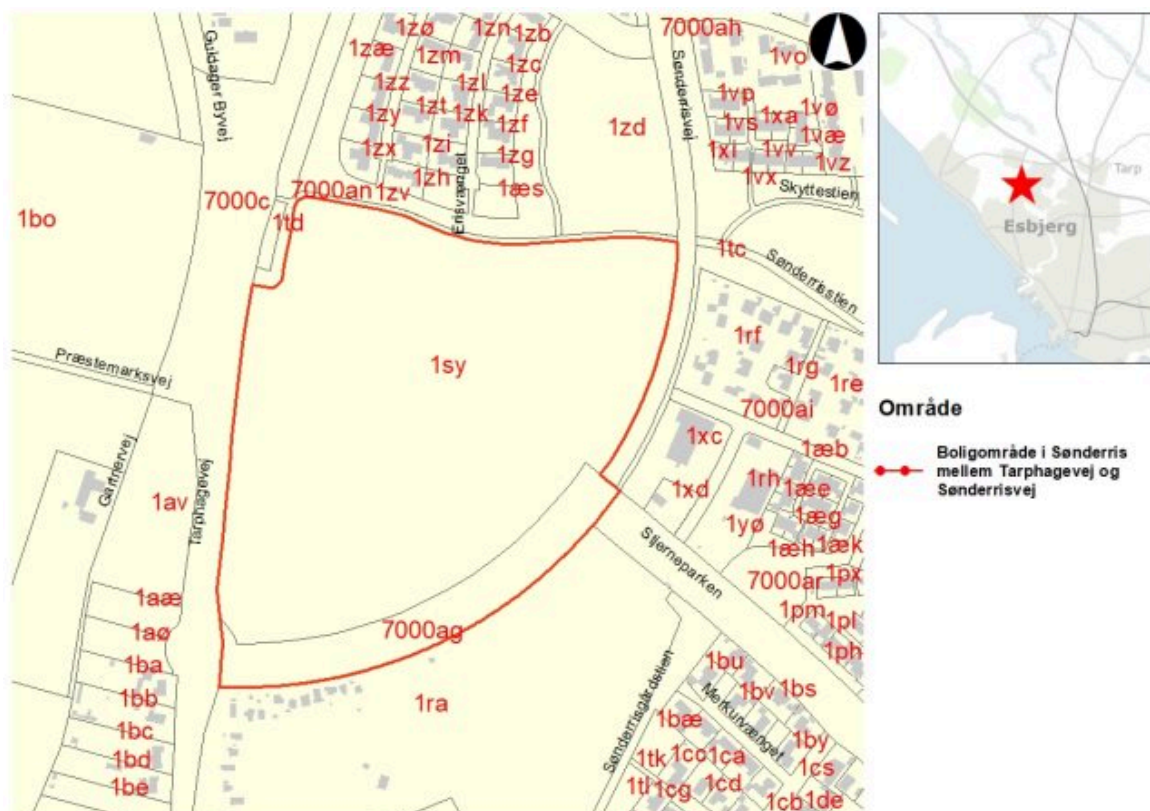 7000ah
1zø
1zn
1zb
1vo
1zæ
1zm
1zc
Guldager Byvej
Sønderrisvej
1zz
1zl
1ze
1vp
1zy
1zt
1zk
1zf
1zd
1vs
1xa
1vø
1væ
1zx
1zi
1zg
1xi
1vv
1vz
1zh
1æs
1vx
Skyttestien
7000an
1zv
Enisvænget
7000c
1td
1bo
1tc
Sønderrisstien
Præstemarksvej
1sy
1rf
1rg
1re
7000ai
1xc
1æb
Gartnervej
1av
Tarphagevej
1xd
1rh
1æe
1yø
1æg
1æh
1æk
Stjerneparken
7000ar
1px
1aæ
1pm
1pl
1aø
7000ag
1ph
1ba
1bu
1bb
1ra
1bv
1bs
Merkurvænget
1bc
1bæ
1by
Sønderrisgårdstien
1bd
1tk
1cc
1ca
1cs
1be
1tl
1cg
1cd
1cb
1de
Tarp
Esbjerg
Område
Boligområde i Sønderris
mellem Tarphagevej og
Sønderrisvej